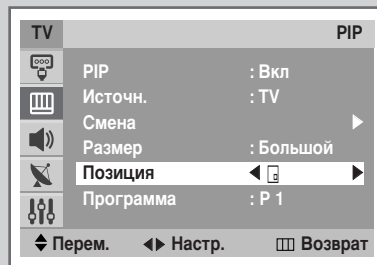 TV PIP
PIP : Вкл
Источн. : TV
Смена
Размер : Большой
Позиция
Программа : P 1
Перем. Настр. Возврат